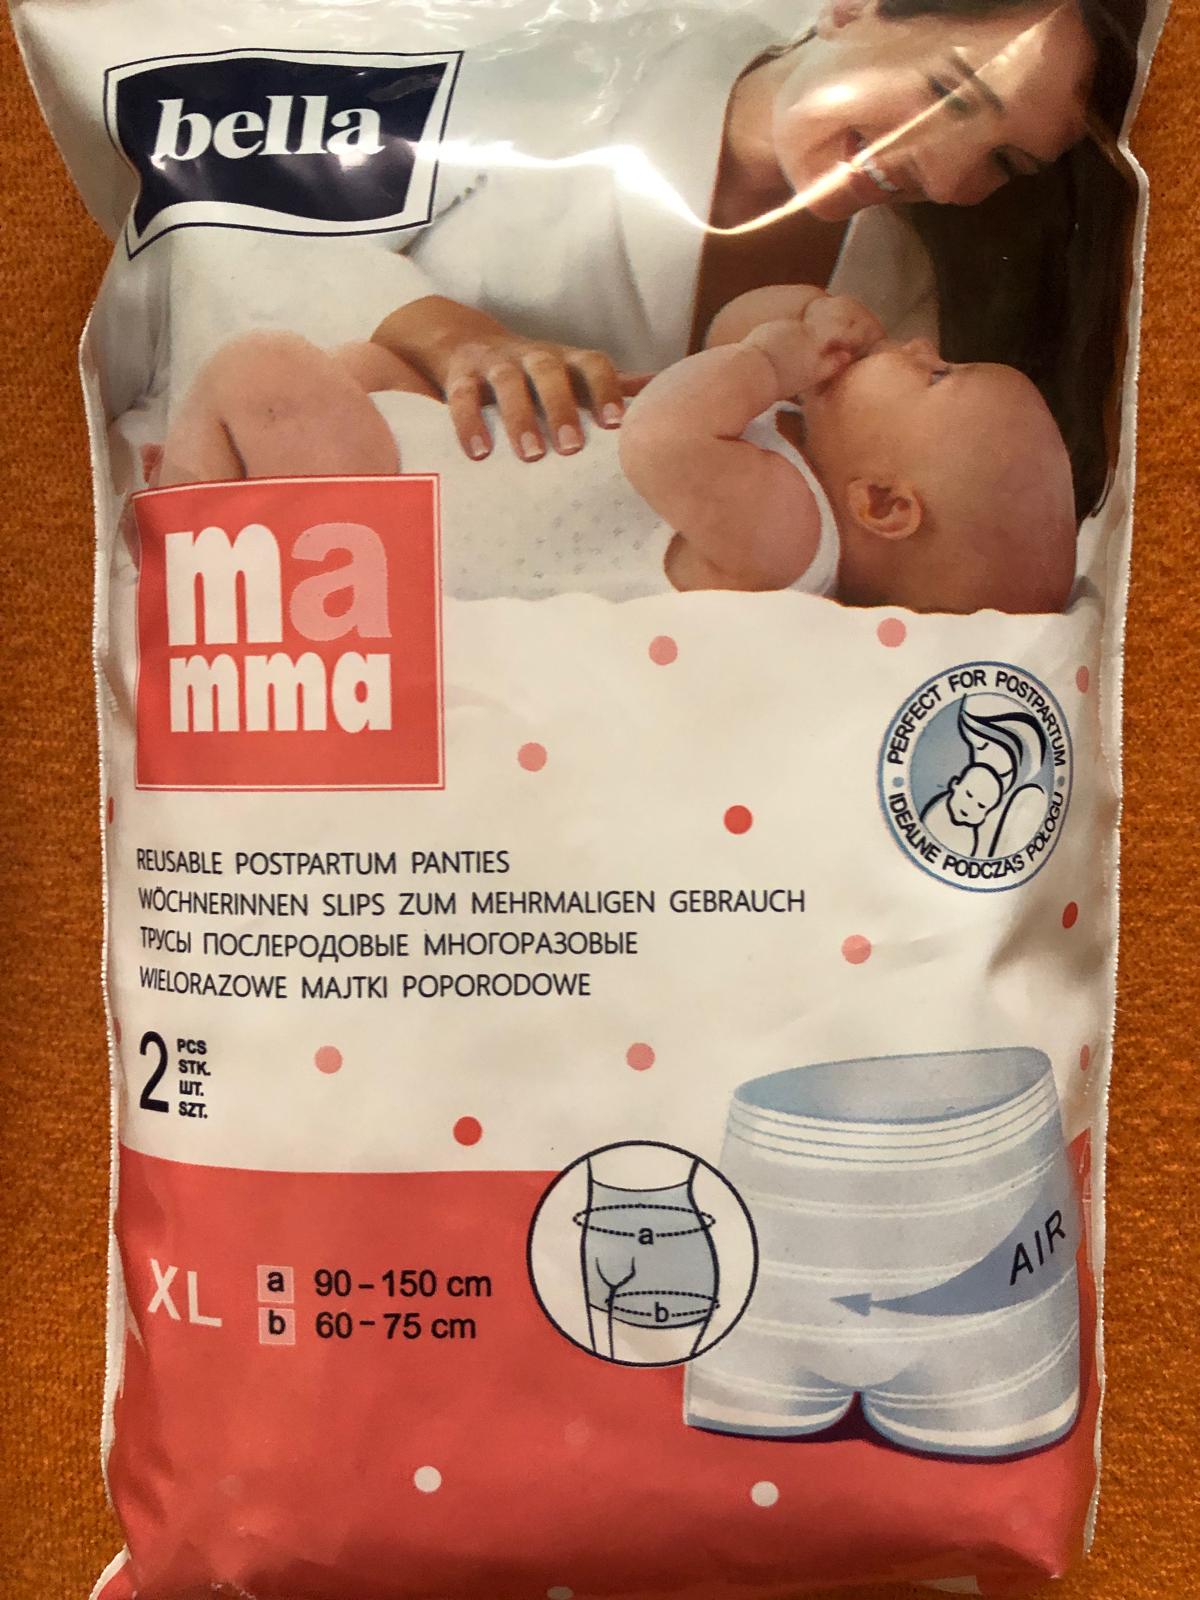 bella
ma
mma
PERFECT FOR POSTPARTUM
IDEALNE PODCZAS POŁOGU
REUSABLE POSTPARTUM PANTIES
WÖCHNERINNEN SLIPS ZUM MEHRMALIGEN GEBRAUCH
ТРУСЫ ПОСЛЕРОДОВЫЕ МНОГОРАЗОВЫЕ
WIELORAZOWE MAJTKI POPORODOWE
2 PCS
STK.
ШТ.
SZT.
a
b
AIR
XL a 90-150 cm
b 60-75 cm